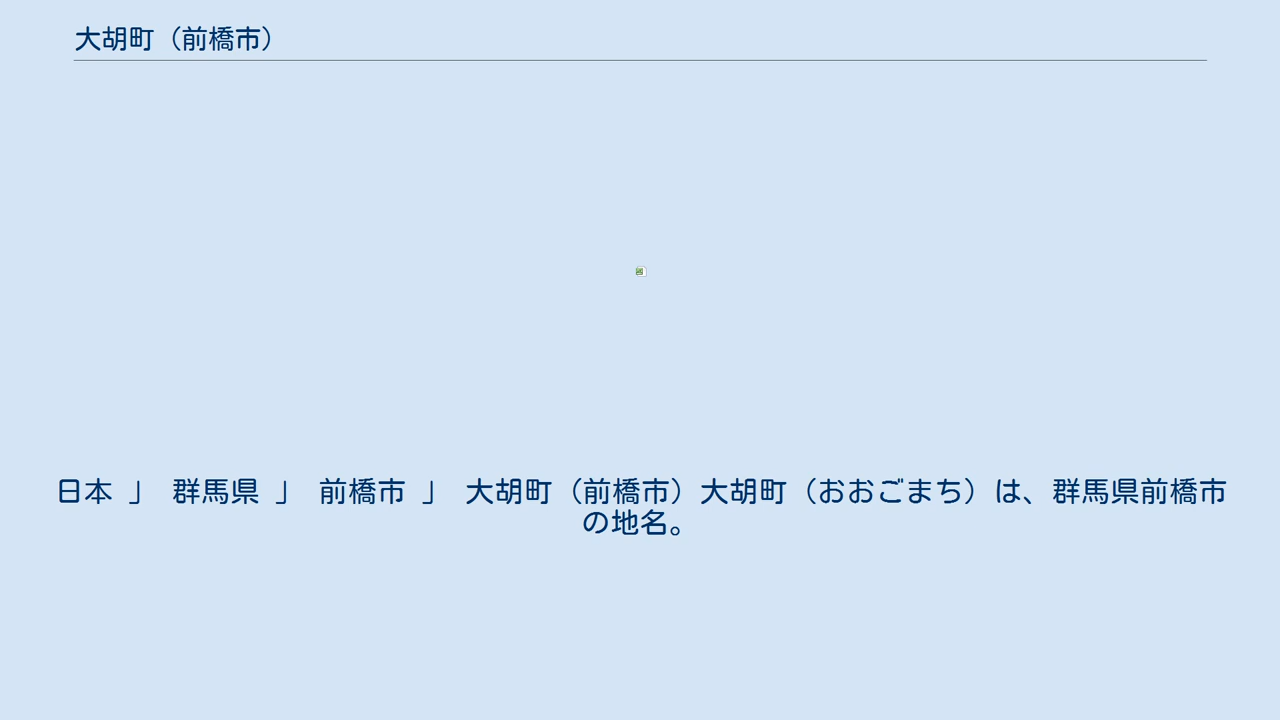 大胡町（前橋市）
日本 」 群馬県 」 前橋市 」 大胡町（前橋市）大胡町（おおごまち）は、群馬県前橋市
の地名。